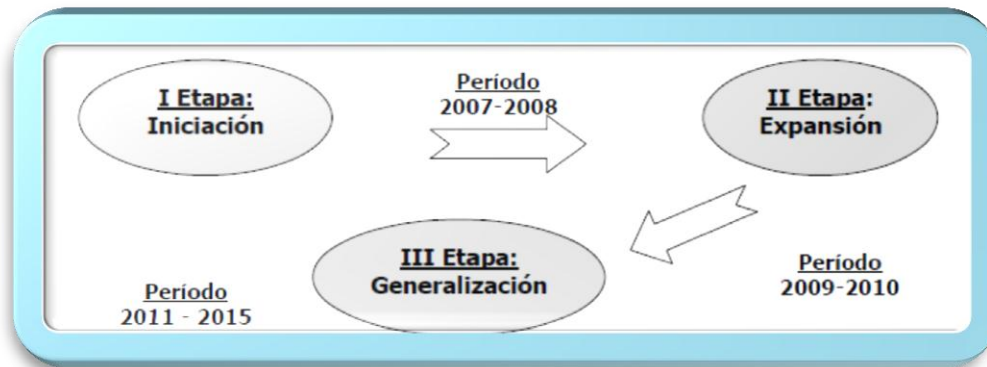 I Etapa:
Iniciación
Período
2007-2008
II Etapa:
Expansión
III Etapa:
Generalización
Período
2009-2010
Período
2011 - 2015